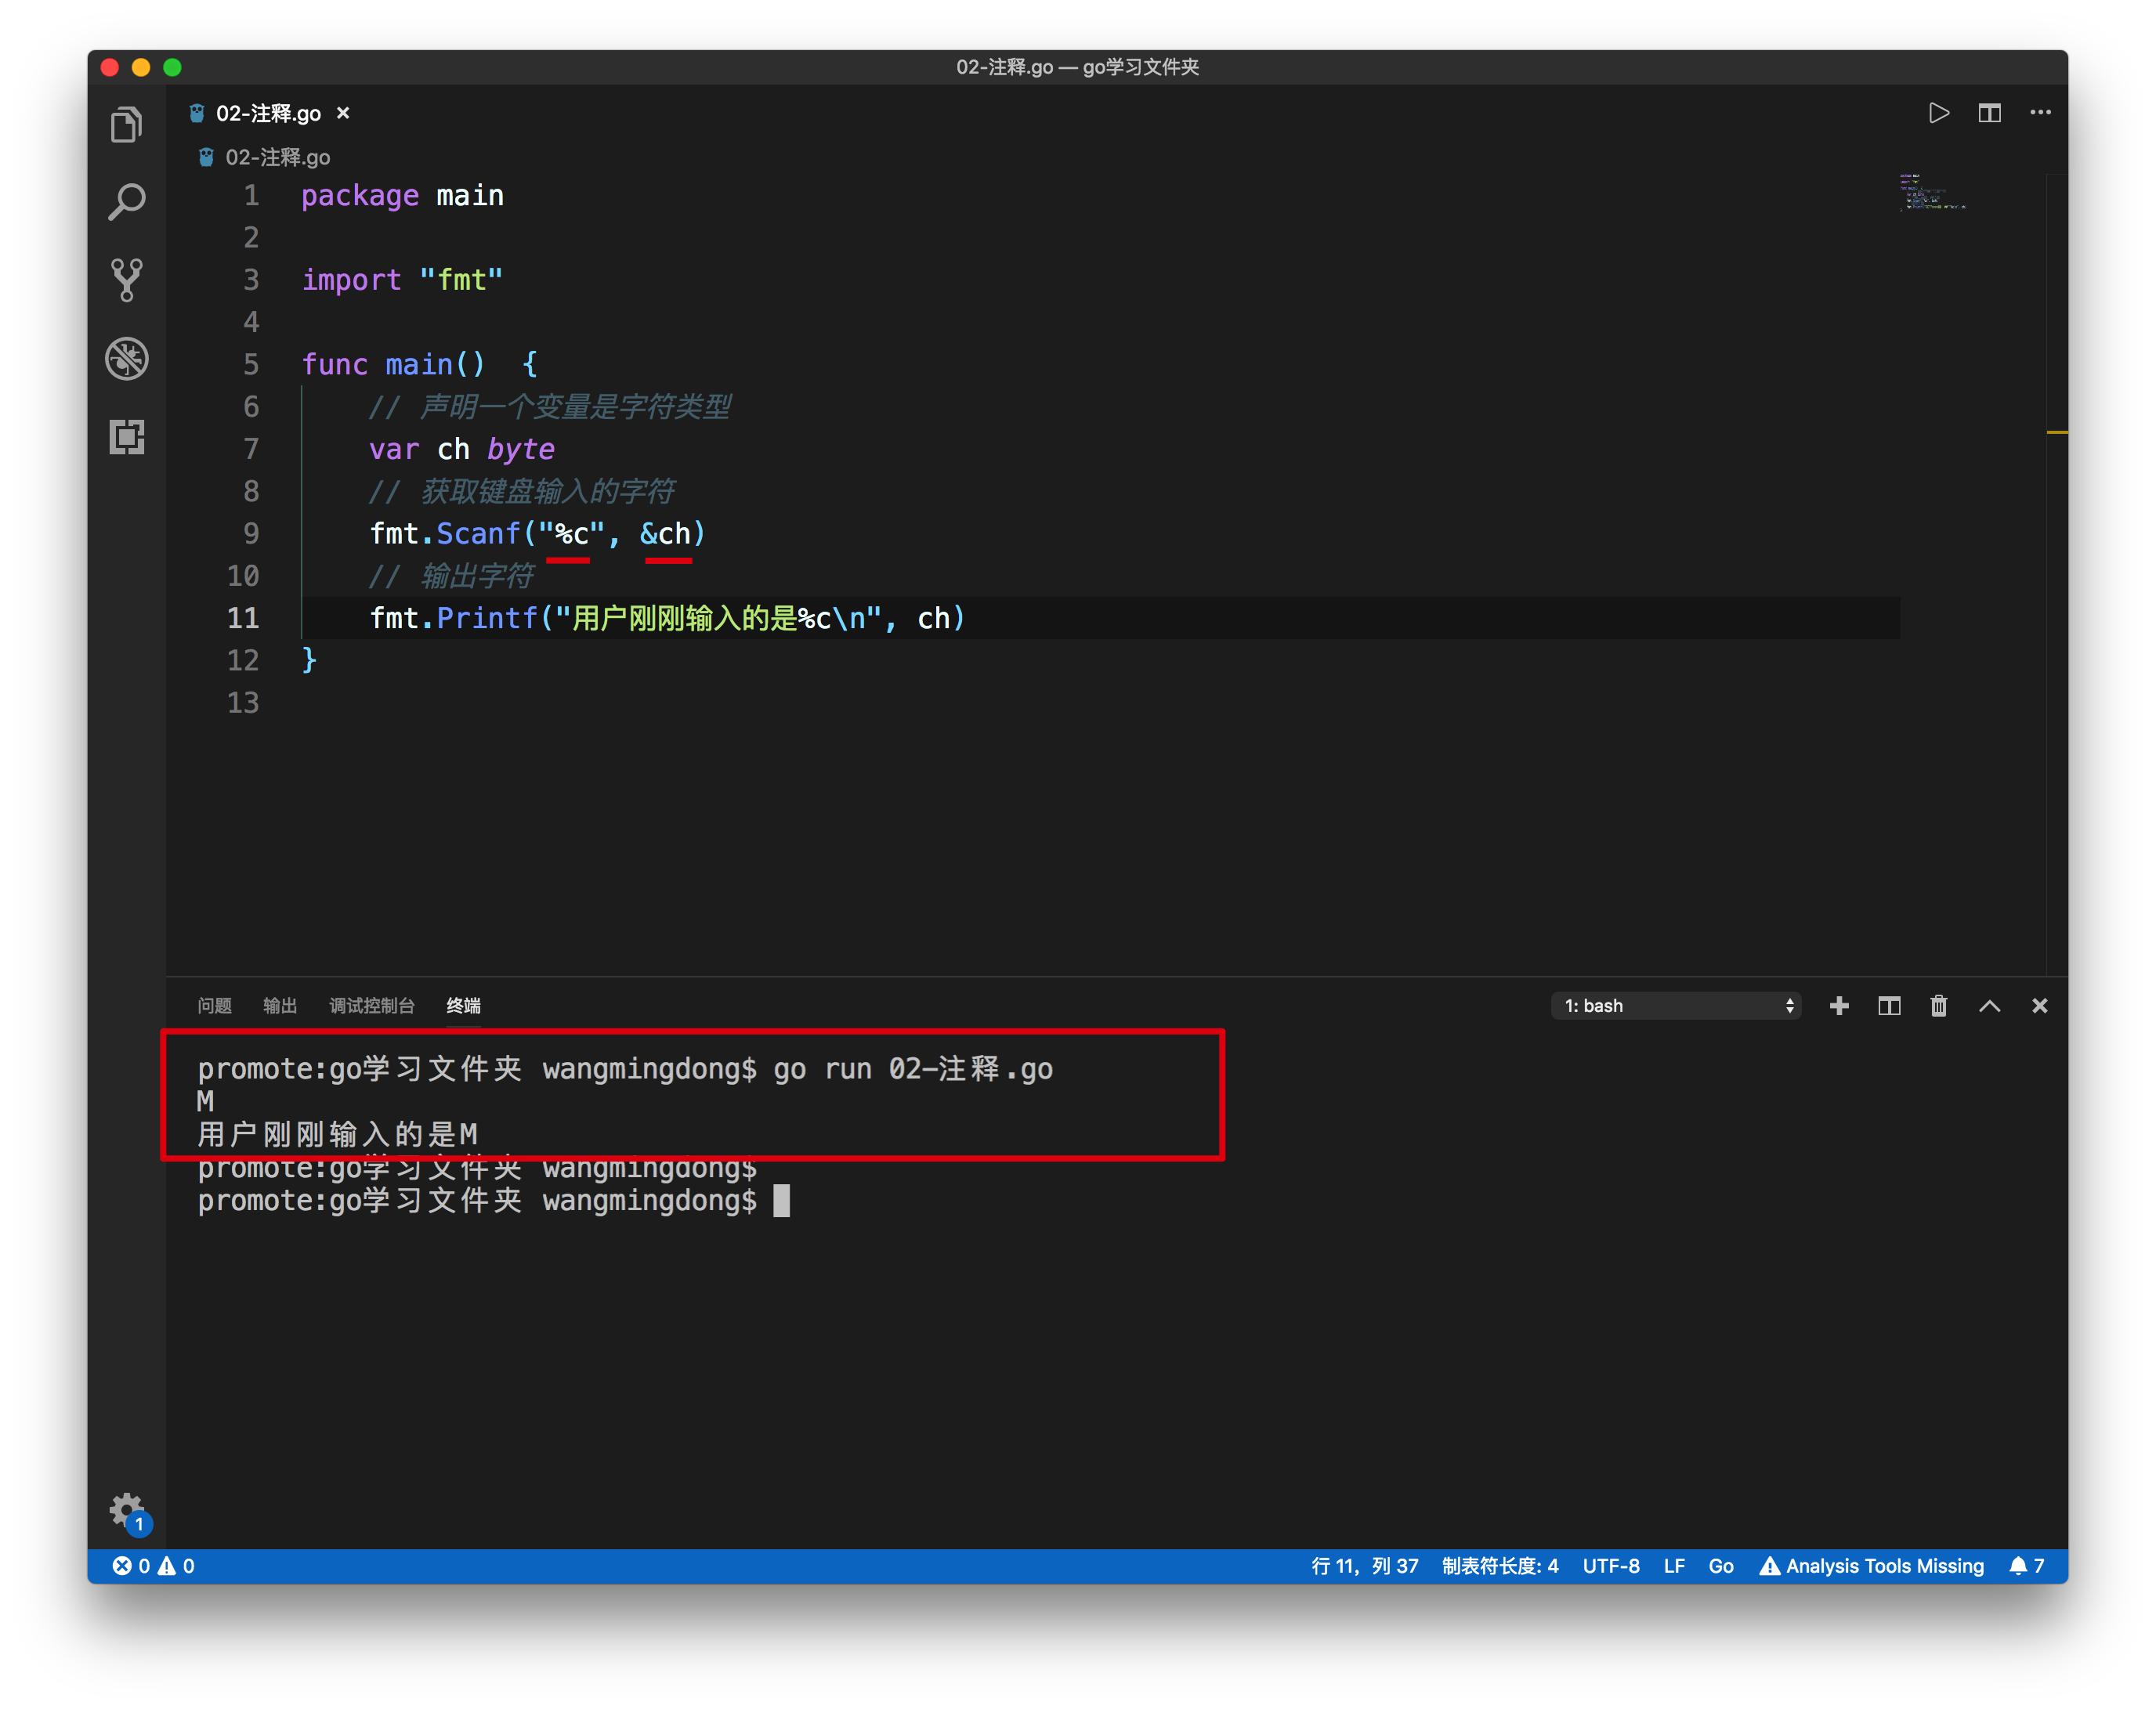 02-注释.go — go学习文件夹
02-注释.go ×
02-注释.go
1 package main
2
3 import "fmt"
4
5 func main()  {
6     // 声明一个变量是字符类型
7     var ch byte
8     // 获取键盘输入的字符
9     fmt.Scanf("%c", &ch)
10     // 输出字符
11     fmt.Printf("用户刚刚输入的是%c\n", ch)
12 }
13
问题 输出 调试控制台 终端 1: bash
promote:go学习文件夹 wangmingdong$ go run 02-注释.go
M
用户刚刚输入的是M
promote:go学习文件夹 wangmingdong$
promote:go学习文件夹 wangmingdong$
1
0 0 行 11，列 37 制表符长度: 4 UTF-8 LF Go Analysis Tools Missing 7